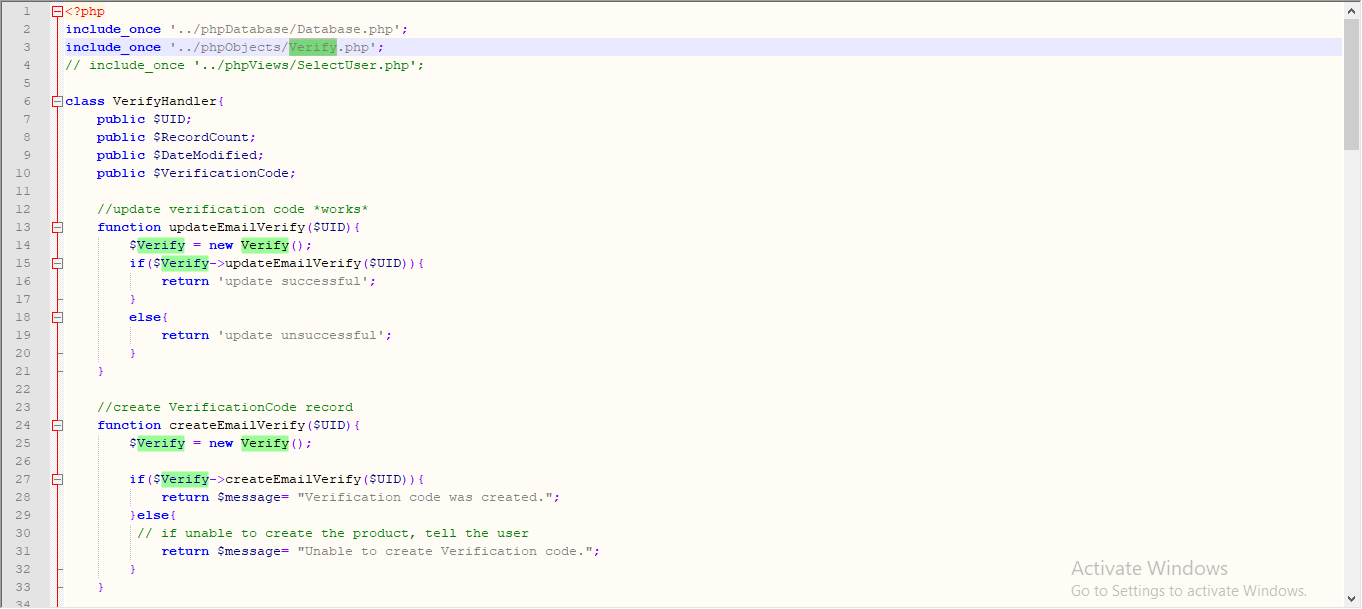 1 <?php
2 include_once '../phpDatabase/Database.php';
3 include_once '../phpObjects/Verify.php';
4 // include_once '../phpViews/SelectUser.php';
5
6 class VerifyHandler{
7 public $UID;
8 public $RecordCount;
9 public $DateModified;
10 public $VerificationCode;
11
12 //update verification code *works*
13 function updateEmailVerify($UID){
14 $Verify = new Verify();
15 if($Verify->updateEmailVerify($UID)){
16 return 'update successful';
17 }
18 else{
19 return 'update unsuccessful';
20 }
21 }
22
23 //create VerificationCode record
24 function createEmailVerify($UID){
25 $Verify = new Verify();
26
27 if($Verify->createEmailVerify($UID)){
28 return $message= "Verification code was created.";
29 }else{
30 // if unable to create the product, tell the user
31 return $message= "Unable to create Verification code.";
32 }
33 }
34
Activate Windows
Go to Settings to activate Windows.